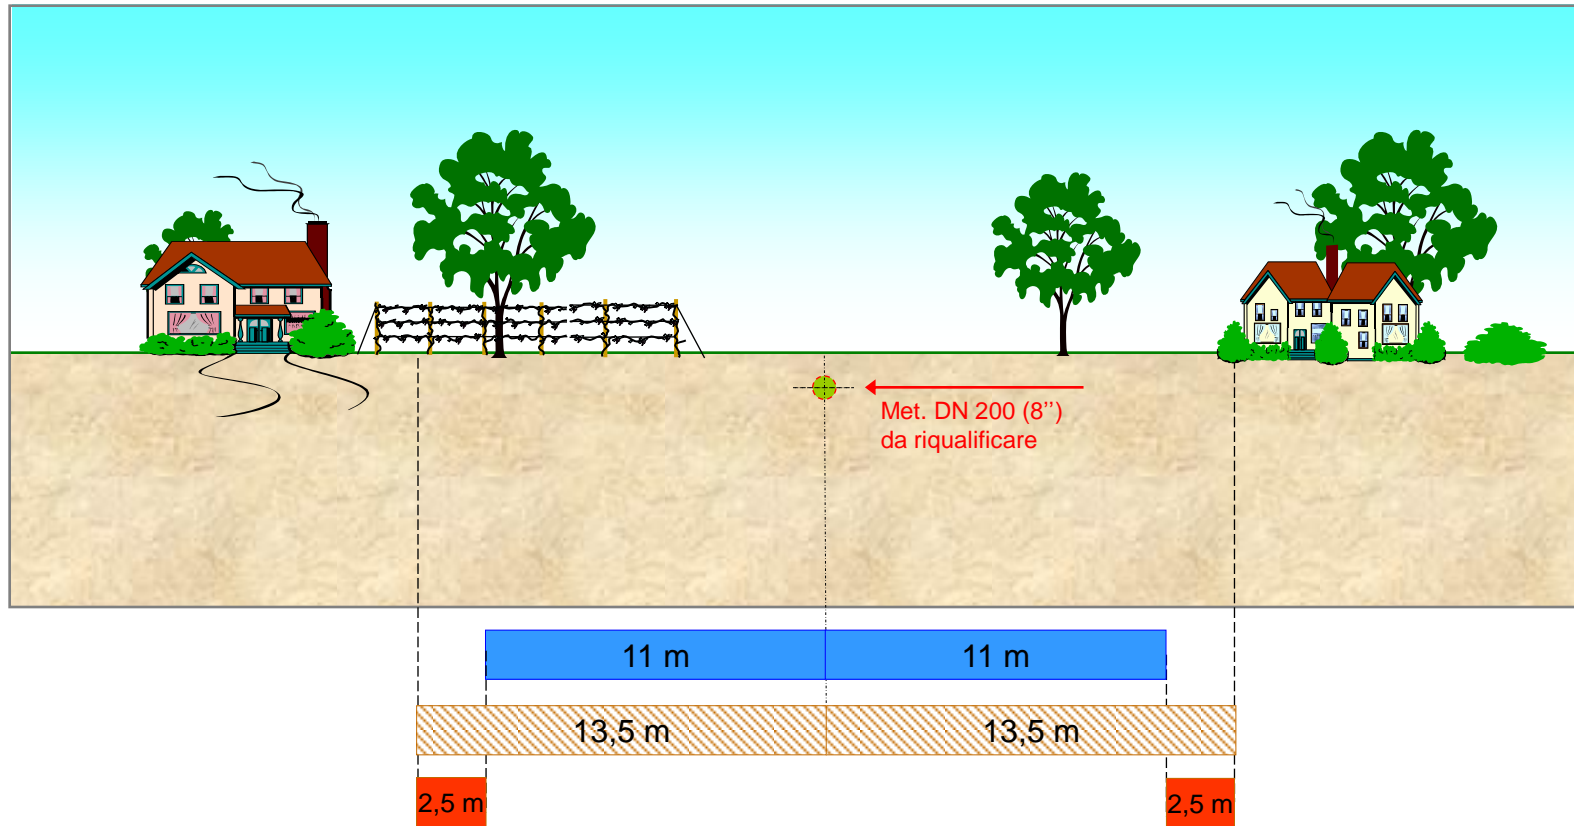 Met. DN 200 (8’’)
da riqualificare
11 m
11 m
13,5 m
13,5 m
2,5 m
2,5 m